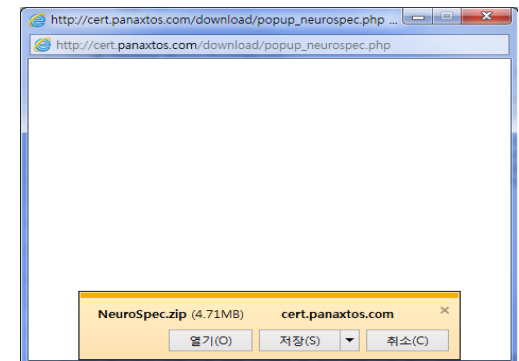 http://cert.panaxtos.com/download/popup_neurospec.php ...
http://cert.panaxtos.com/download/popup_neurospec.php
NeuroSpec.zip (4.71MB) cert.panaxtos.com
열기(O) 저장(S) 취소(C)